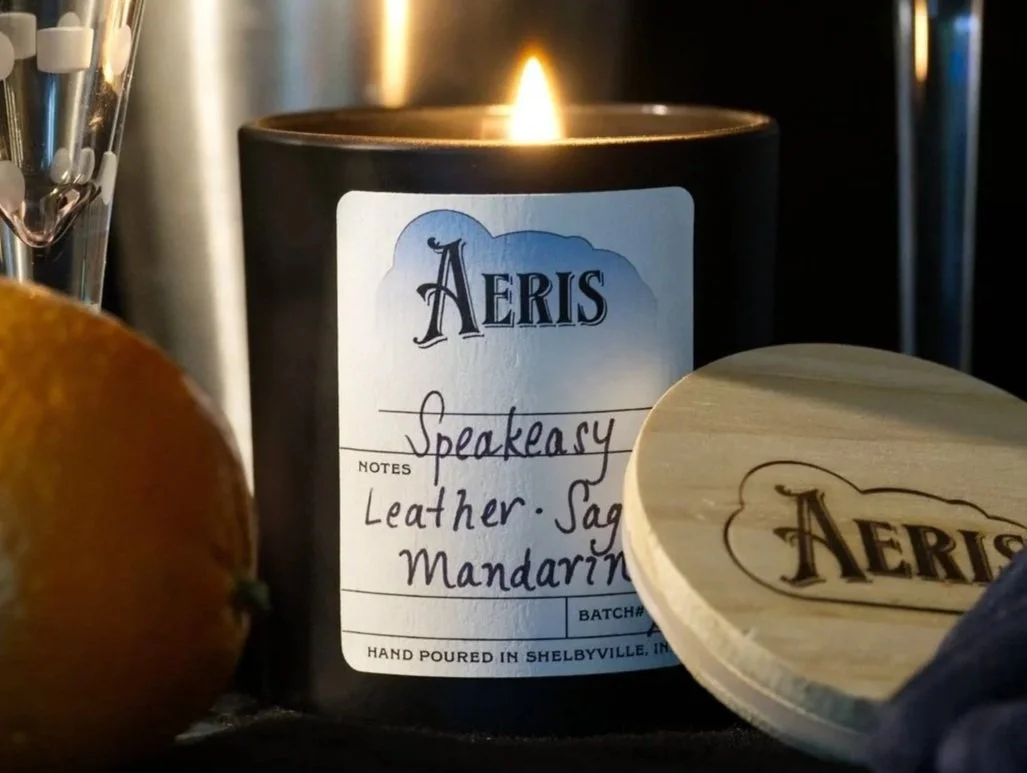 AERIS
Speakeasy
NOTES
Leather · Sag
Mandarin
BATCH#
HAND POURED IN SHELBYVILLE, IN
AERIS